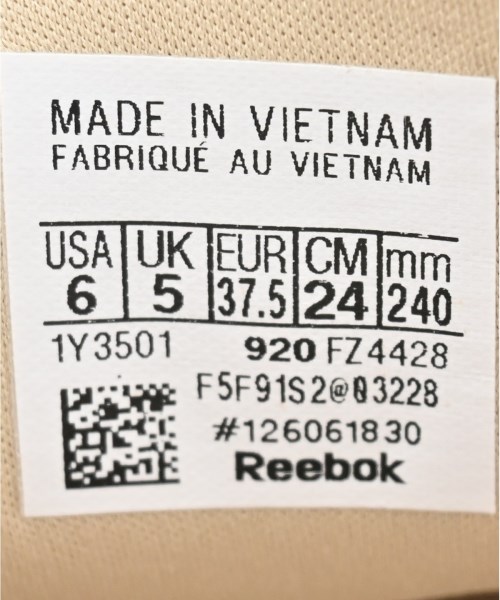 MADE IN VIETNAM
FABRIQUÉ AU VIETNAM
USA UK EUR CM mm
6 5 37.5 24 240
1Y3501 920 FZ4428
F5F91S2@03228
#126061830
Reebok